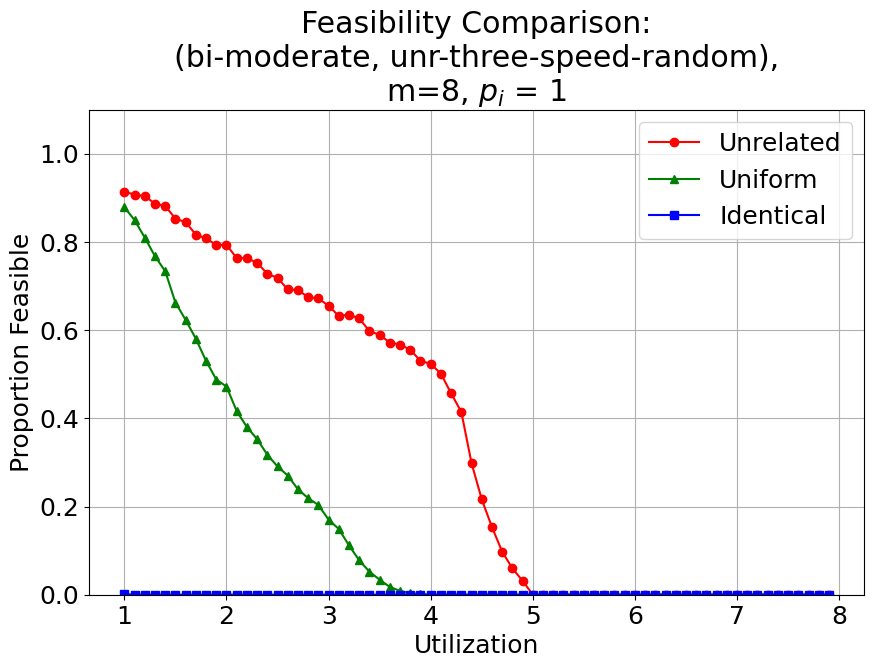 Feasibility Comparison:
(bi-moderate, unr-three-speed-random),
m=8, $p_i$ = 1
Unrelated
Uniform
Identical
Proportion Feasible
1.0
0.8
0.6
0.4
0.2
0.0
1 2 3 4 5 6 7 8
Utilization